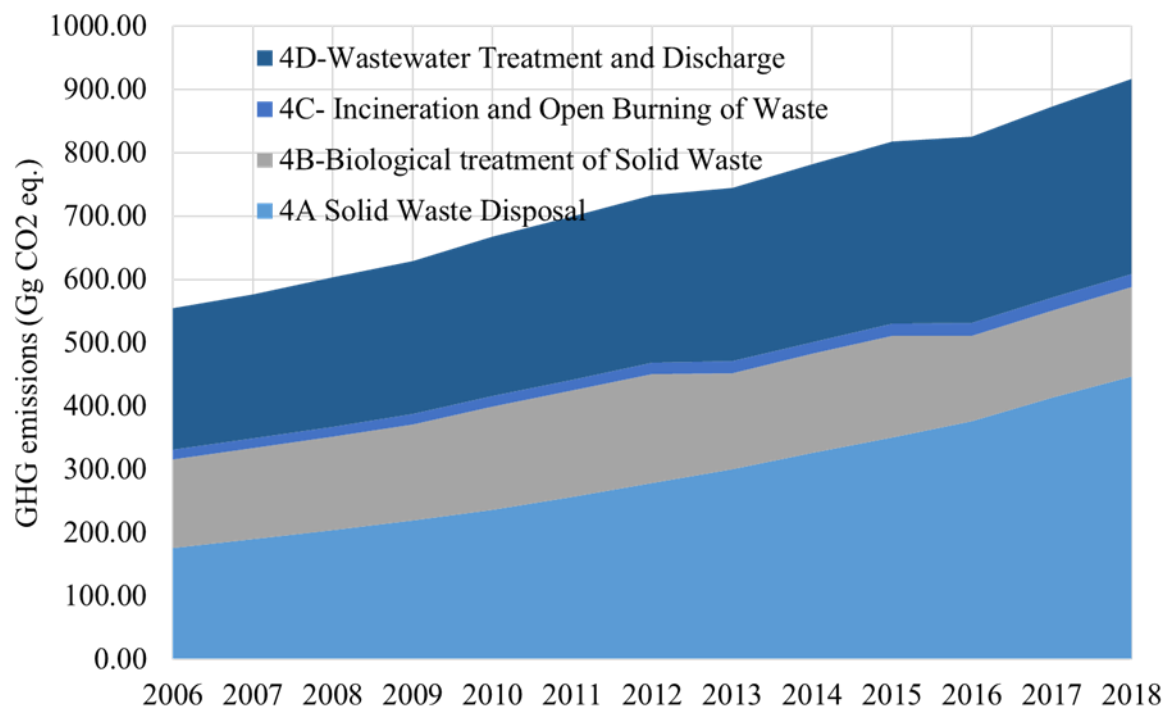 1000.00
900.00
800.00
700.00
600.00
500.00
400.00
300.00
200.00
100.00
0.00
GHG emissions (Gg CO2 eq.)
4D-Wastewater Treatment and Discharge
4C- Incineration and Open Burning of Waste
4B-Biological treatment of Solid Waste
4A Solid Waste Disposal
2006 2007 2008 2009 2010 2011 2012 2013 2014 2015 2016 2017 2018